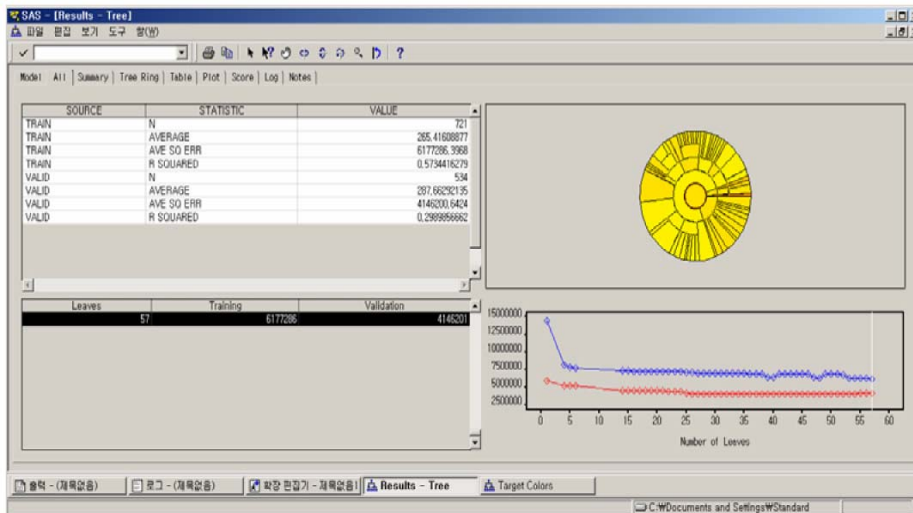 SAS - [Results - Tree]
파일 편집 보기 도구 창(W)
Model All Summary Tree Ring Table Plot Score Log Notes
SOURCE STATISTIC VALUE
TRAIN N 721
TRAIN AVERAGE 265,41608877
TRAIN AVE SQ ERR 6177286,3968
TRAIN R SQUARED 0,5734416279
VALID N 534
VALID AVERAGE 287,66292135
VALID AVE SQ ERR 4146200,6424
VALID R SQUARED 0,2989856662
Leaves Training Validation
57 6177286 4146201
15000000
12500000
10000000
7500000
5000000
2500000
0 5 10 15 20 25 30 35 40 45 50 55 60
Number of Leeves
출력 - (제목없음) 로그 - (제목없음) 확장 편집기 - 제목없음1 Results - Tree Target Colors
C:₩Documents and Settings₩Standard